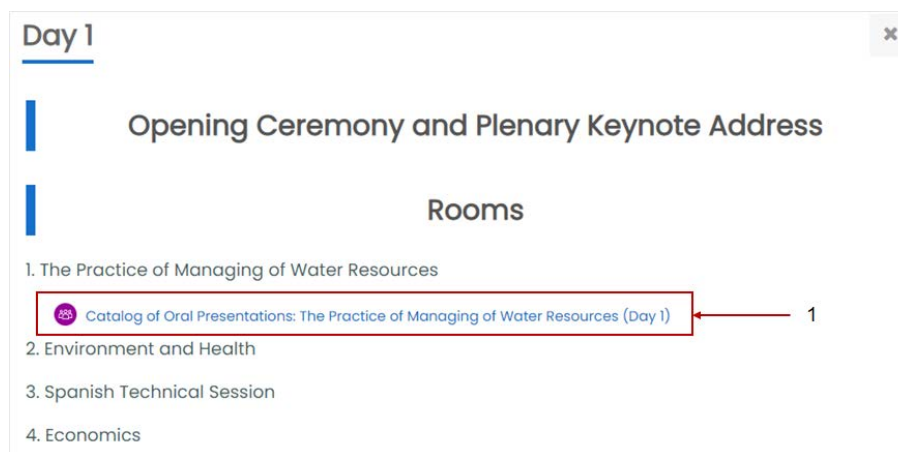 Day 1
Opening Ceremony and Plenary Keynote Address
Rooms
1. The Practice of Managing of Water Resources
Catalog of Oral Presentations: The Practice of Managing of Water Resources (Day 1)
1
2. Environment and Health
3. Spanish Technical Session
4. Economics